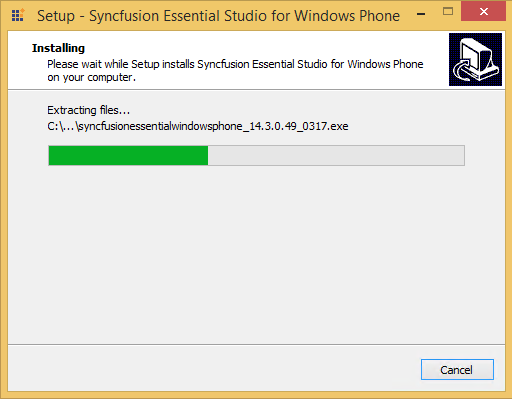 Setup - Syncfusion Essential Studio for Windows Phone
Installing
Please wait while Setup installs Syncfusion Essential Studio for Windows Phone
on your computer.
Extracting files...
C:\...\syncfusionessentialwindowsphone_14.3.0.49_0317.exe
Cancel